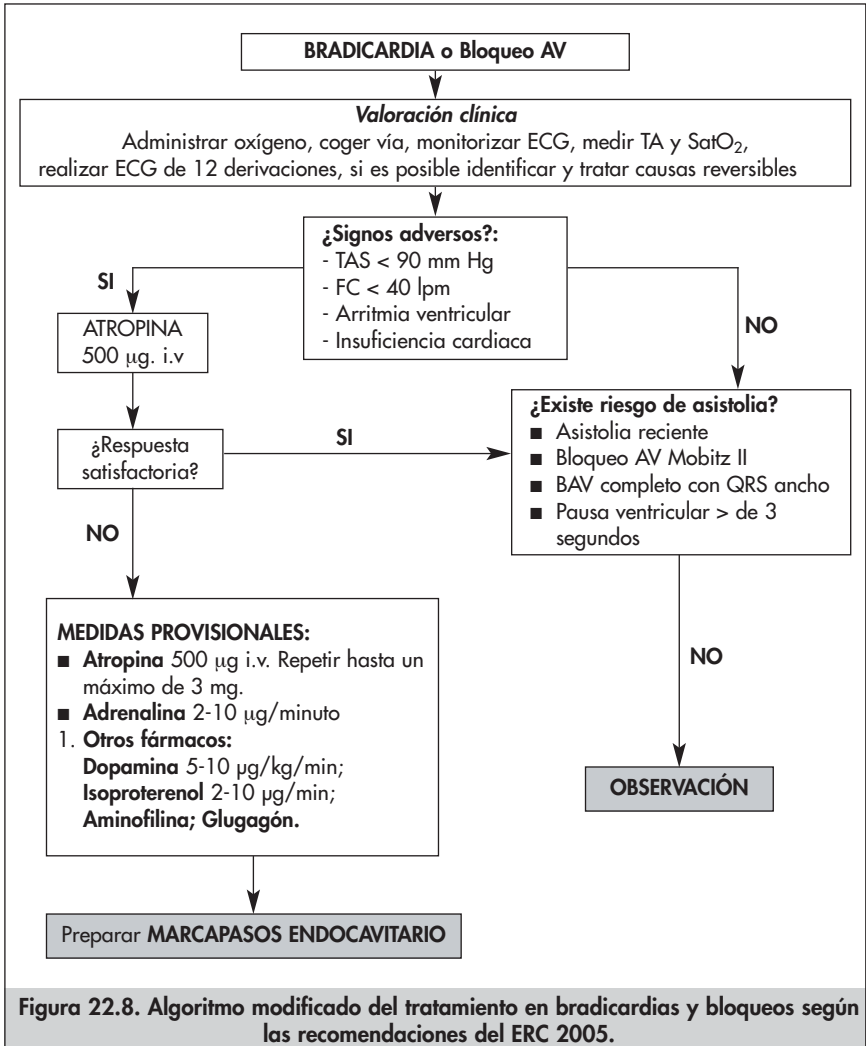 BRADICARDIA o Bloqueo AV
Valoración clínica
Administrar oxígeno, coger vía, monitorizar ECG, medir TA y SatO₂,
realizar ECG de 12 derivaciones, si es posible identificar y tratar causas reversibles
¿Signos adversos?:
- TAS < 90 mm Hg
- FC < 40 lpm
- Arritmia ventricular
- Insuficiencia cardiaca
SI
NO
ATROPINA
500 µg. i.v
¿Respuesta
satisfactoria?
SI
¿Existe riesgo de asistolia?
■ Asistolia reciente
■ Bloqueo AV Mobitz II
■ BAV completo con QRS ancho
■ Pausa ventricular > de 3
segundos
NO
MEDIDAS PROVISIONALES:
■ Atropina 500 µg i.v. Repetir hasta un
máximo de 3 mg.
■ Adrenalina 2-10 µg/minuto
1. Otros fármacos:
Dopamina 5-10 µg/kg/min;
Isoproterenol 2-10 µg/min;
Aminofilina; Glugagón.
NO
OBSERVACIÓN
Preparar MARCAPASOS ENDOCAVITARIO
Figura 22.8. Algoritmo modificado del tratamiento en bradicardias y bloqueos según
las recomendaciones del ERC 2005.